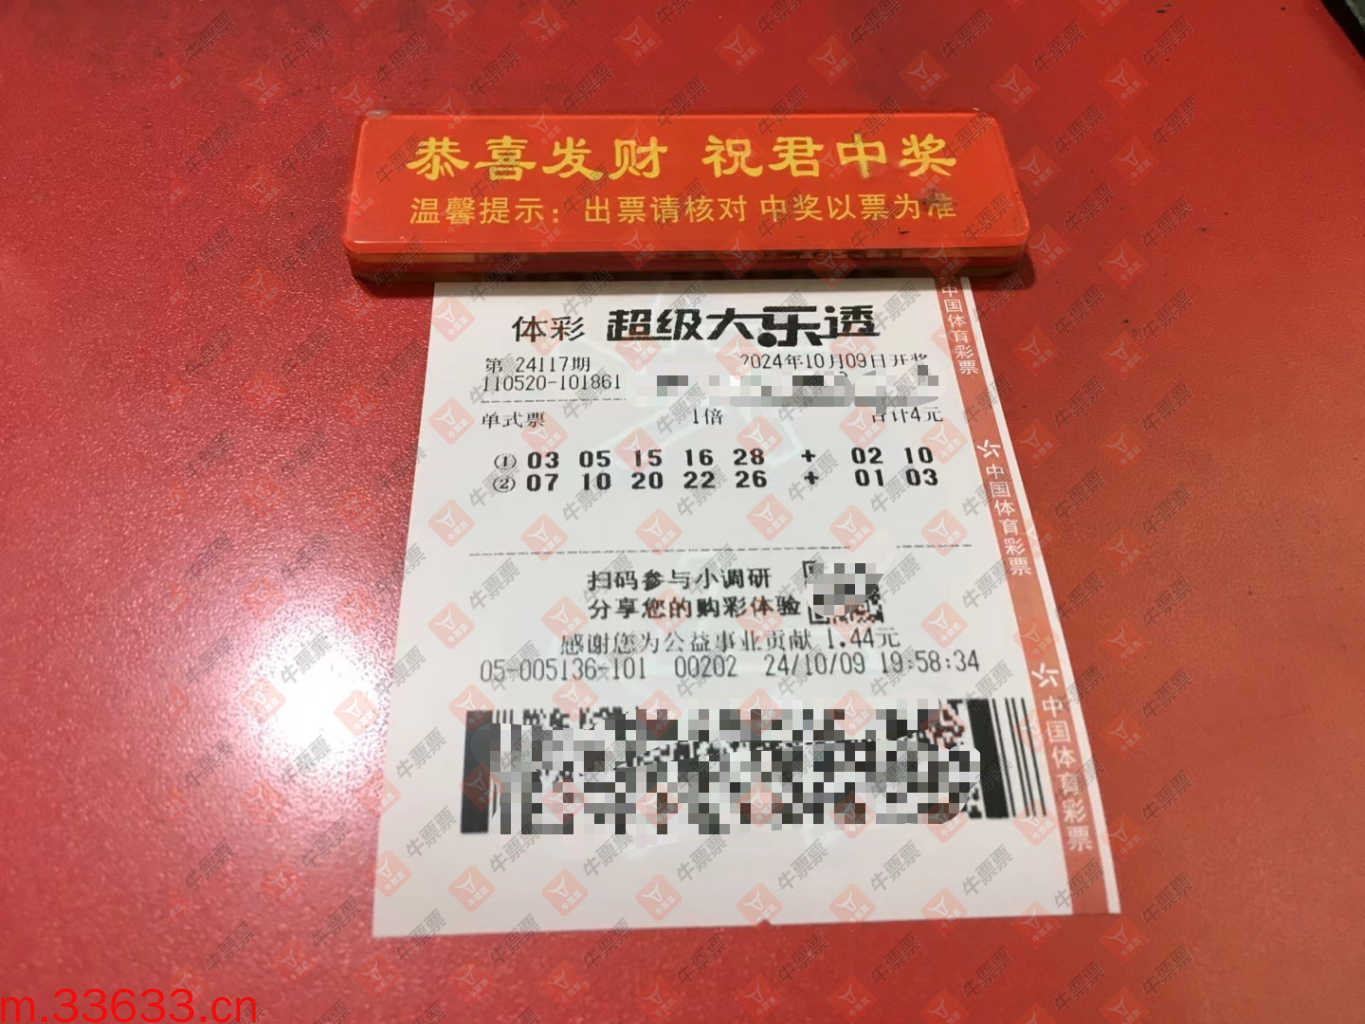 恭喜发财 祝君中奖
温馨提示：出票请核对 中奖以票为准
体彩 超级大乐透
第 24117期 2024年10月09日开奖
110520-101861
单式票 1倍 合计4元
① 03 05 15 16 28 + 02 10
② 07 10 20 22 26 + 01 03
扫码参与小调研
分享您的购彩体验
感谢您为公益事业贡献 1.44元
05-005136-101 00202 24/10/09 19:58:34
中国体育彩票
中国体育彩票
中国体育彩票
牛票票
m.33633.cn